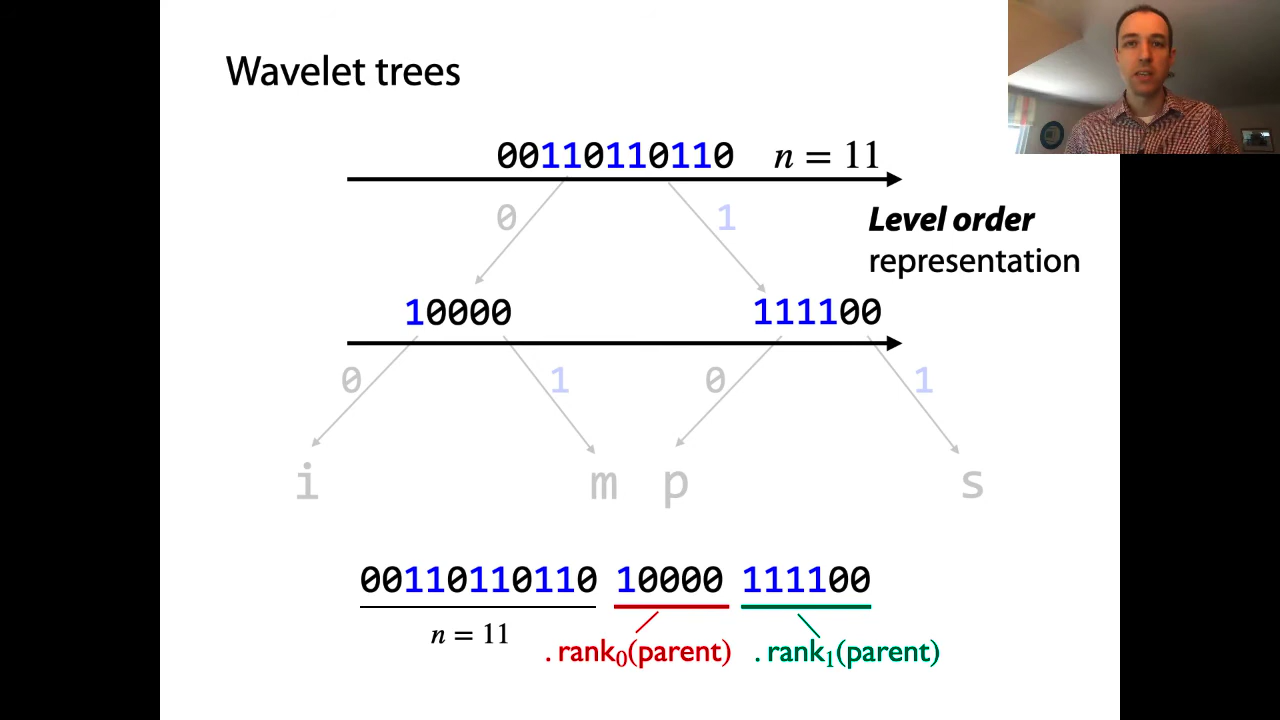 Wavelet trees
00110110110 n = 11
0 1
Level order
representation
10000 111100
0 1 0 1
i m p s
00110110110 10000 111100
n = 11
. rank₀(parent) . rank₁(parent)